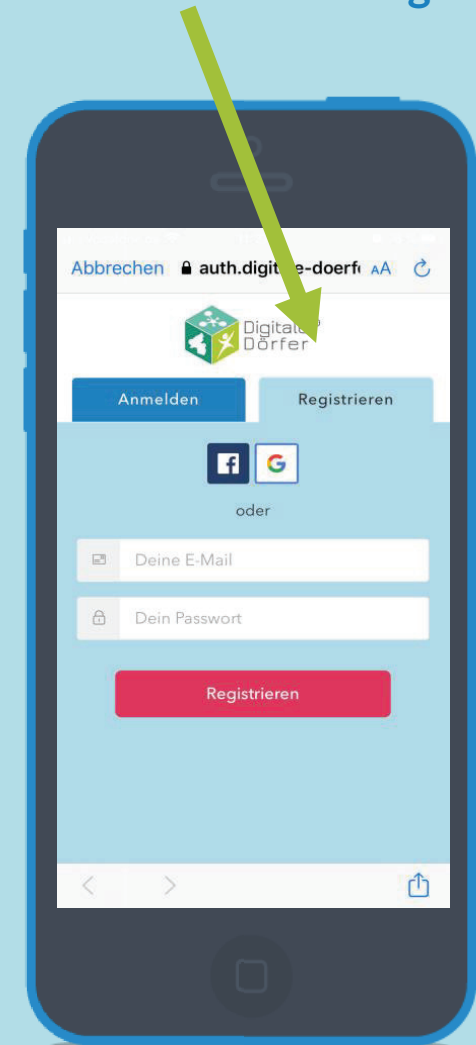 g
Abbrechen auth.digit e-doerf AA
Digitale
Dörfer
Anmelden Registrieren
oder
Deine E-Mail
Dein Passwort
Registrieren